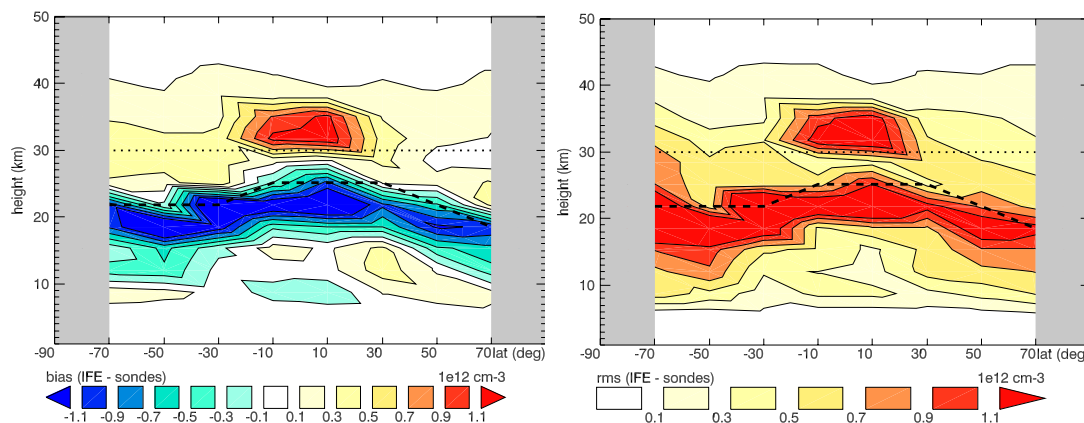 50
40
30
20
10
height (km)
-90 -70 -50 -30 -10 10 30 50 70 lat (deg)
bias (IFE - sondes) 1e12 cm-3
-1.1 -0.9 -0.7 -0.5 -0.3 -0.1 0.1 0.3 0.5 0.7 0.9 1.1
50
40
30
20
10
0
height (km)
-90 -70 -50 -30 -10 10 30 50 70 lat (deg)
rms (IFE - sondes) 1e12 cm-3
0.1 0.3 0.5 0.7 0.9 1.1